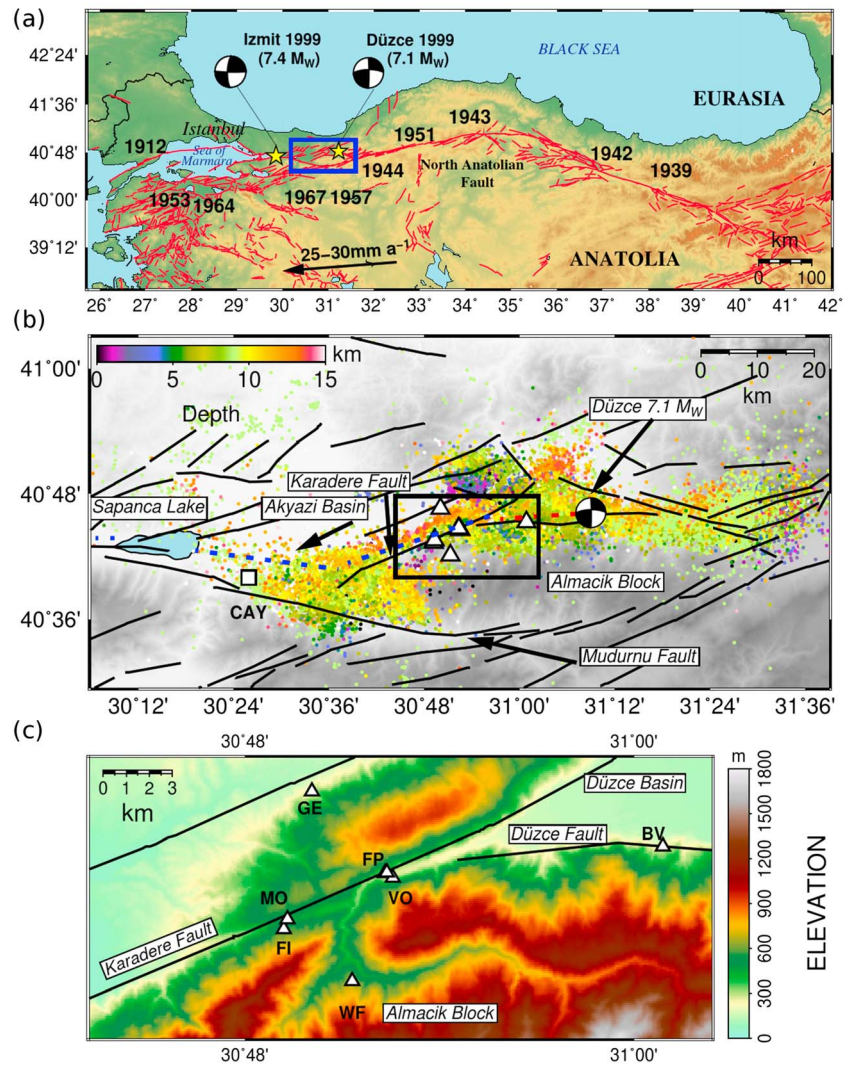 (a)
Izmit 1999
(7.4 MW)
Düzce 1999
(7.1 MW)
BLACK SEA
EURASIA
42˚24'
41˚36'
40˚48'
40˚00'
39˚12'
Istanbul
Sea of
Marmara
1912
1953
1964
1967
1957
1944
1951
1943
1942
1939
North Anatolian
Fault
25−30mm a−1
ANATOLIA
km
0 100
26˚ 27˚ 28˚ 29˚ 30˚ 31˚ 32˚ 33˚ 34˚ 35˚ 36˚ 37˚ 38˚ 39˚ 40˚ 41˚ 42˚
(b)
km
0 5 10 15
Depth
0 10 20
km
Düzce 7.1 MW
41˚00'
40˚48'
40˚36'
Karadere Fault
Sapanca Lake
Akyazi Basin
CAY
Almacik Block
Mudurnu Fault
30˚12' 30˚24' 30˚36' 30˚48' 31˚00' 31˚12' 31˚24' 31˚36'
(c)
30˚48' 31˚00'
0 1 2 3
km
GE
Düzce Basin
Düzce Fault
BV
FP
VO
MO
FI
Karadere Fault
WF
Almacik Block
30˚48' 31˚00'
m
0 300 600 900 1200 1500 1800
ELEVATION